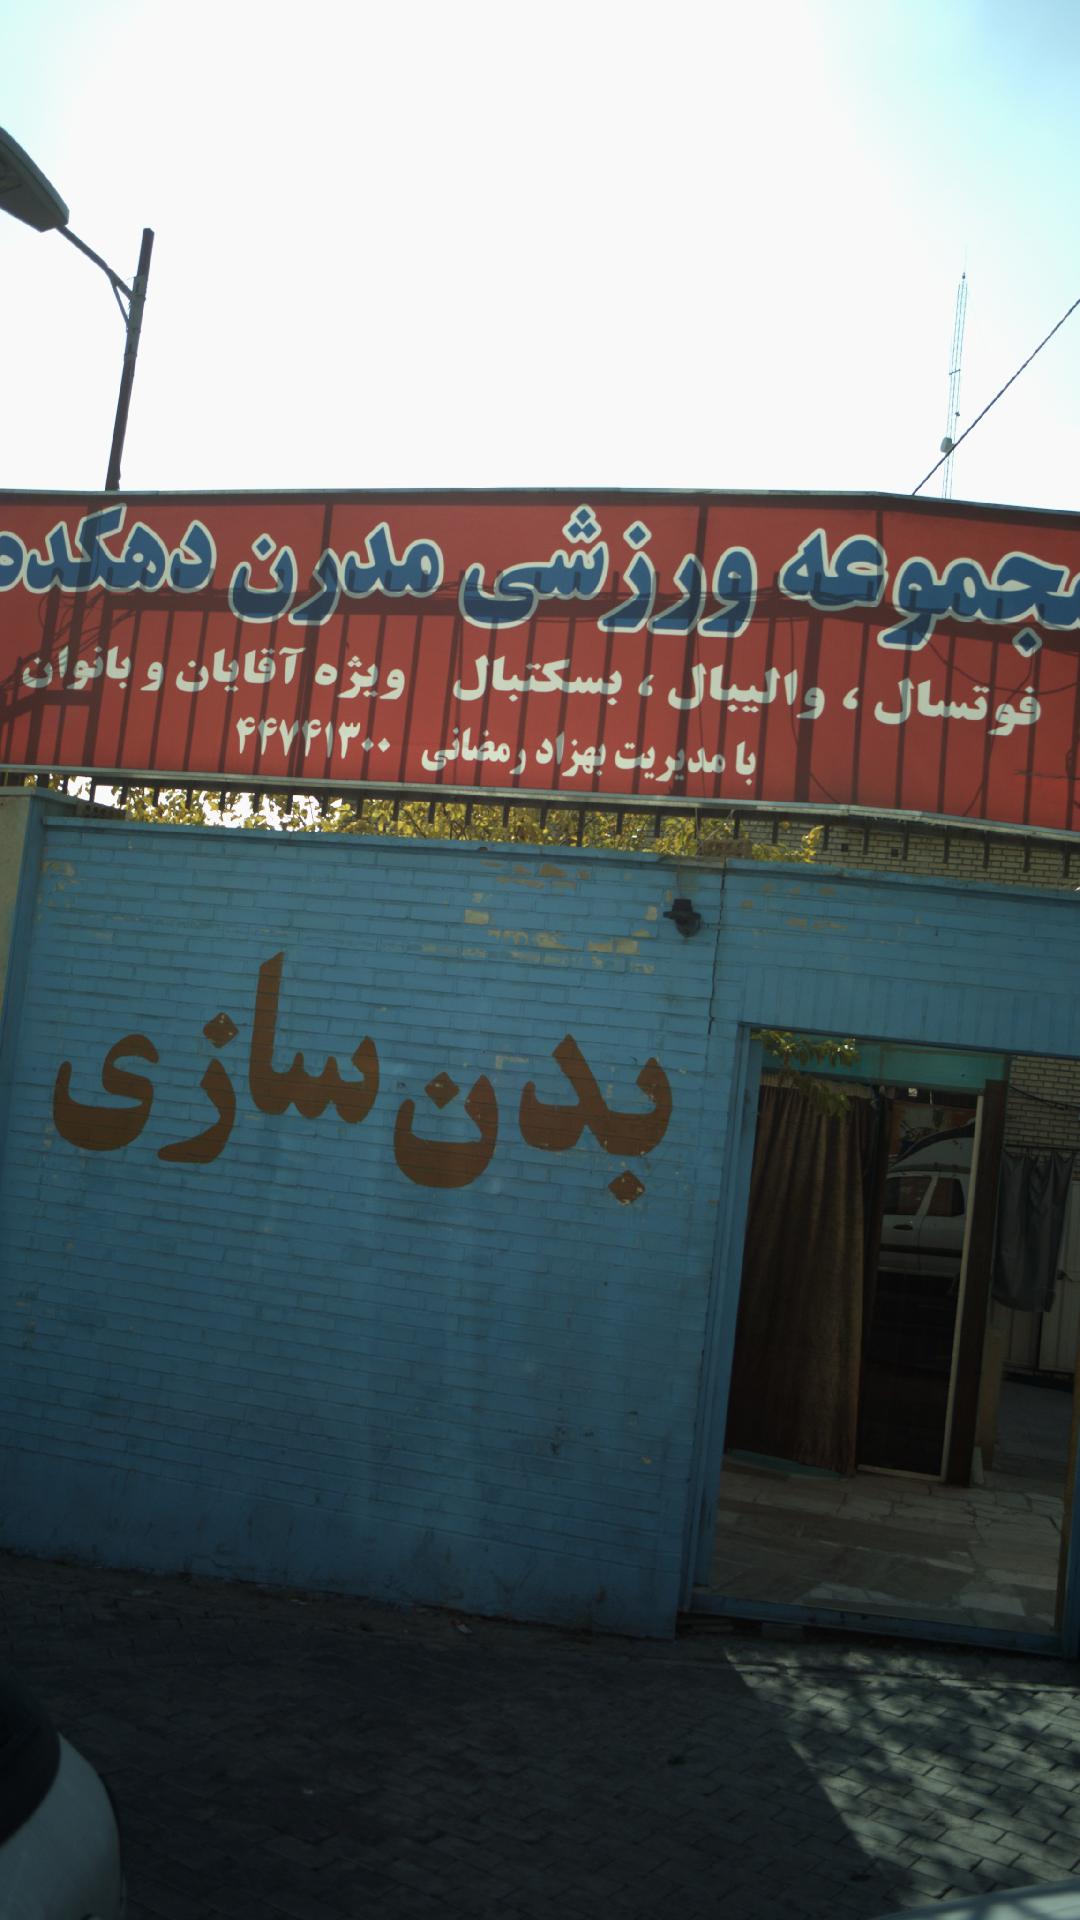 مجموعه ورزشی مدرن دهکده
فوتسال ، والیبال ، بسکتبال ویژه آقایان و بانوان
با مدیریت بهزاد رمضانی ۴۴۷۴۱۳۰۰
بدن سازی